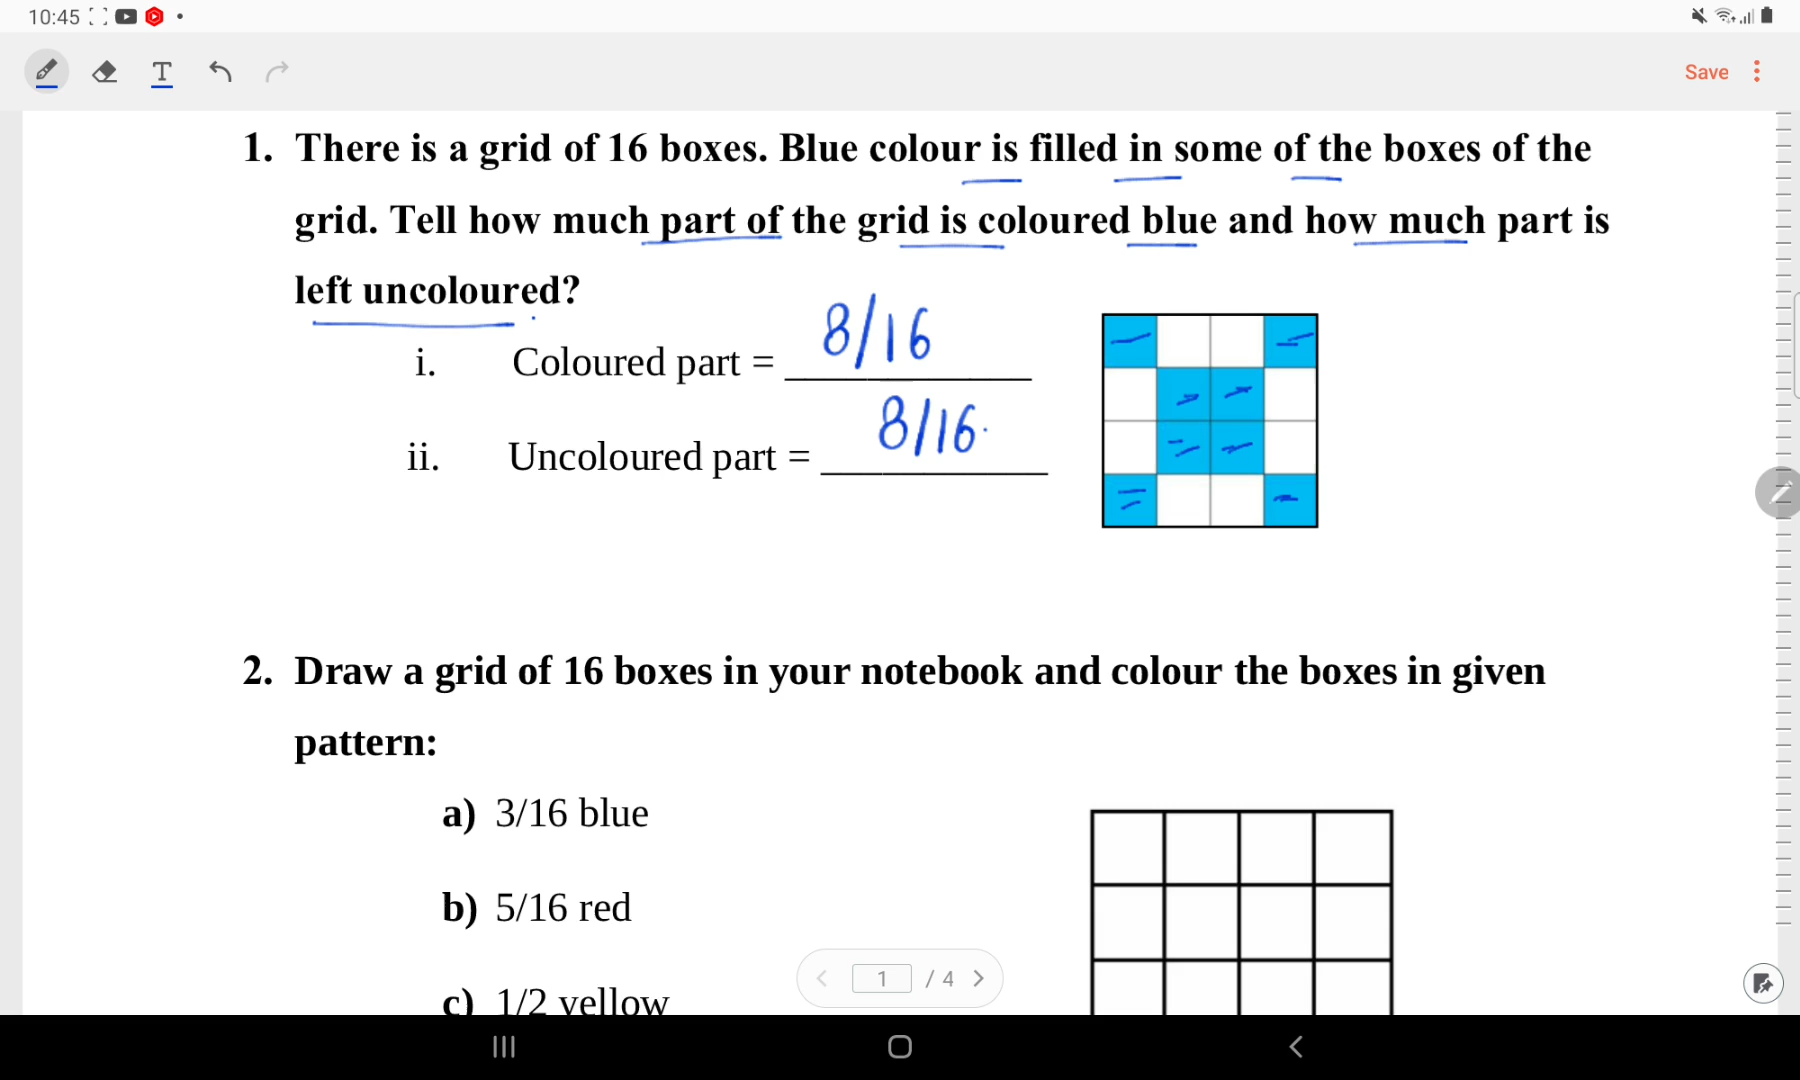 10:45
Save
1. There is a grid of 16 boxes. Blue colour is filled in some of the boxes of the
grid. Tell how much part of the grid is coloured blue and how much part is
left uncoloured?
i. Coloured part = 8/16
ii. Uncoloured part = 8/16.
2. Draw a grid of 16 boxes in your notebook and colour the boxes in given
pattern:
a) 3/16 blue
b) 5/16 red
c) 1/2 yellow
1 / 4